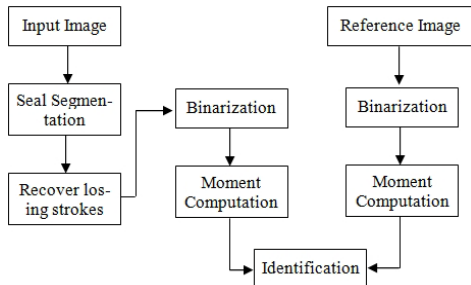 Input Image
Reference Image
Seal Segmen-
tation
Binarization
Binarization
Recover los-
ing strokes
Moment
Computation
Moment
Computation
Identification